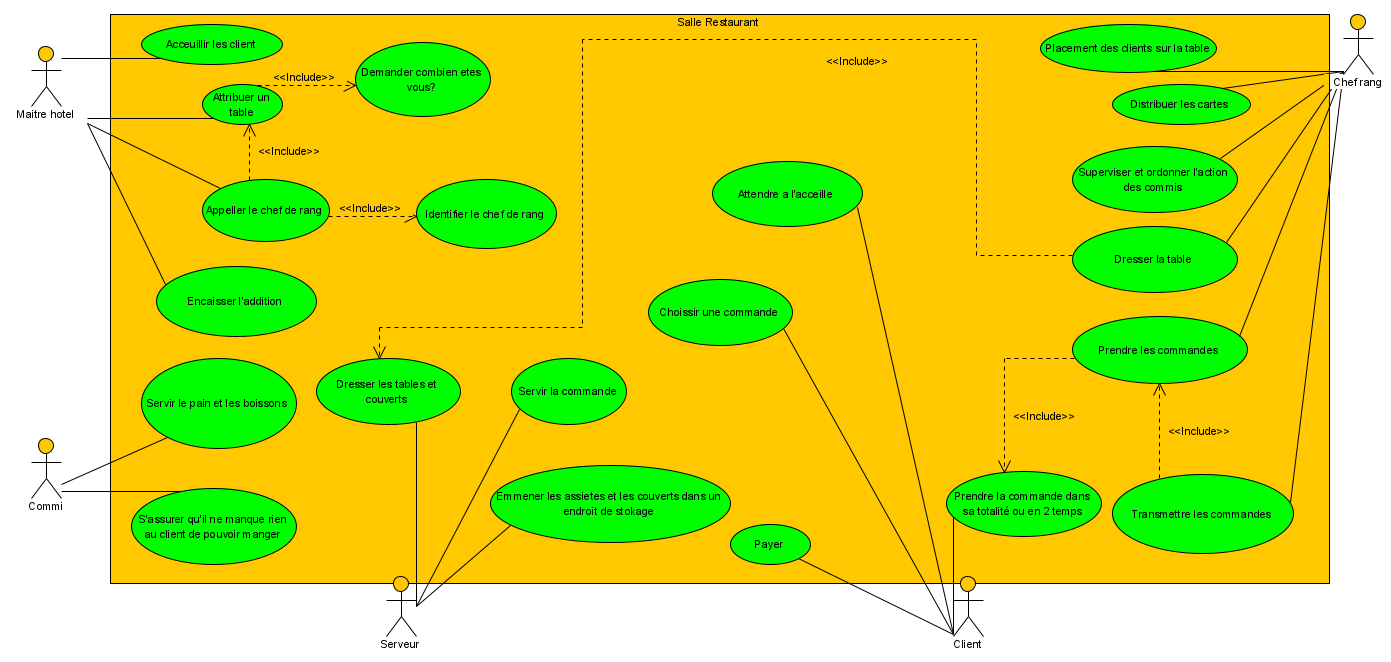 Salle Restaurant
Acceuillir les client
Placement des clients sur la table
<<Include>>
Demander combien etes
vous?
<<Include>>
Chef rang
Attribuer un
table
Distribuer les cartes
Maitre hotel
<<Include>>
Superviser et ordonner l'action
des commis
Attendre a l'acceille
Appeller le chef de rang
<<Include>>
Identifier le chef de rang
Dresser la table
Encaisser l'addition
Choissir une commande
Prendre les commandes
Dresser les tables et
couverts
Servir la commande
Servir le pain et les boissons
<<Include>>
<<Include>>
Emmener les assietes et les couverts dans un
endroit de stokage
Prendre la commande dans
sa totalité ou en 2 temps
Transmettre les commandes
Commi
S'assurer qu'il ne manque rien
au client de pouvoir manger
Payer
Serveur
Client